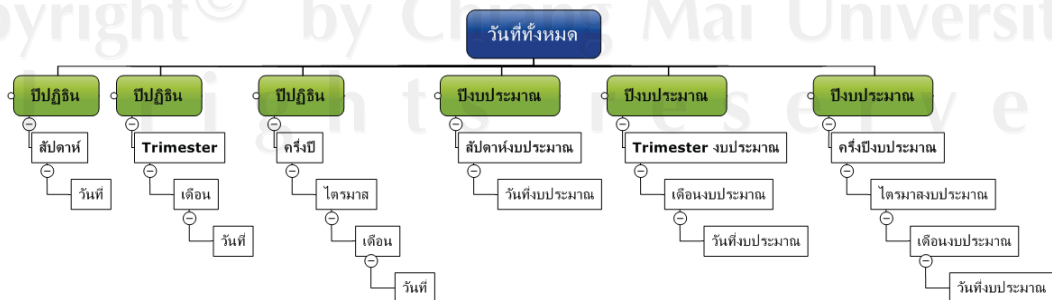 opyright© by Chiang Mai Universit
วันที่ทั้งหมด
ปีปฏิธิน ปีปฏิธิน ปีปฏิธิน ปีงบประมาณ ปีงบประมาณ ปีงบประมาณ
rights reserve
สัปดาห์ Trimester ครึ่งปี สัปดาห์งบประมาณ Trimester งบประมาณ ครึ่งปีงบประมาณ
วันที่ เดือน ไตรมาส วันที่งบประมาณ เดือนงบประมาณ ไตรมาสงบประมาณ
วันที่ เดือน วันที่งบประมาณ เดือนงบประมาณ
วันที่ วันที่งบประมาณ